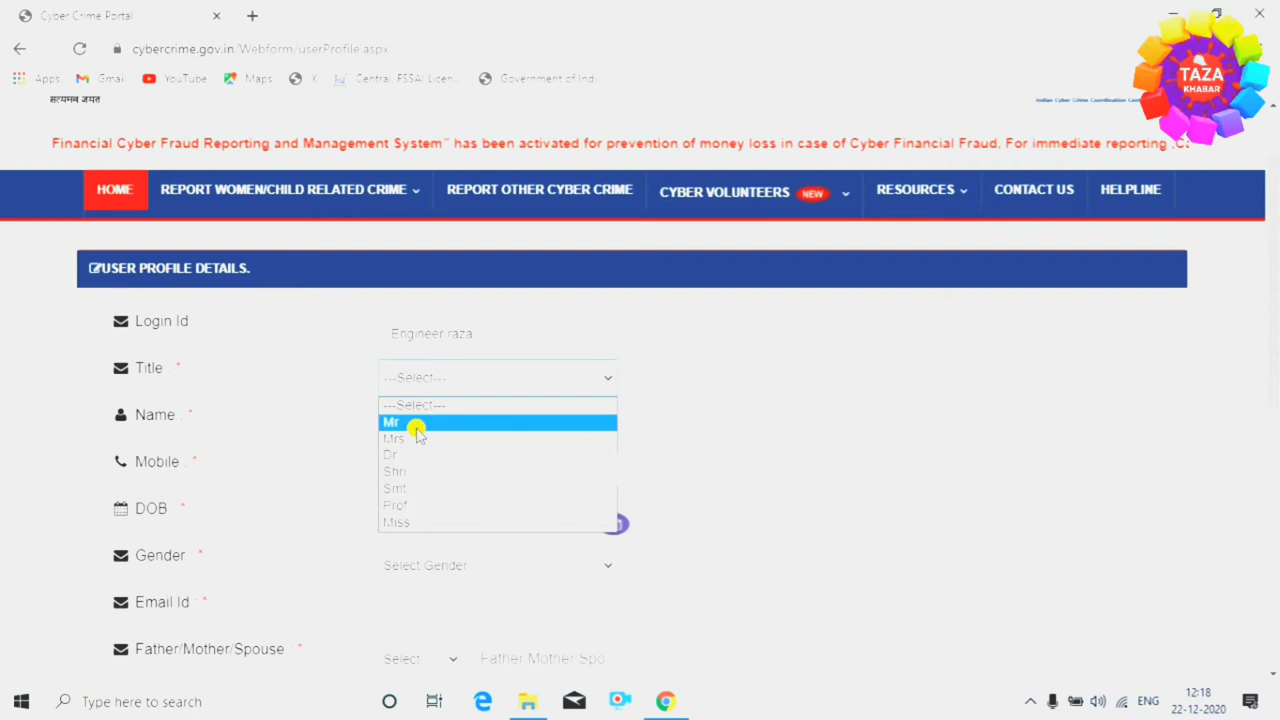 Cyber Crime Portal
cybercrime.gov.in/Webform/userProfile.aspx
Apps Gmail YouTube Maps X Central FSSAI Licen... Government of Indi...
TAZA
KHABAR
सत्यमेव जयते
Financial Cyber Fraud Reporting and Management System" has been activated for prevention of money loss in case of Cyber Financial Fraud. For immediate reporting ,C
HOME REPORT WOMEN/CHILD RELATED CRIME REPORT OTHER CYBER CRIME CYBER VOLUNTEERS NEW RESOURCES CONTACT US HELPLINE
USER PROFILE DETAILS.
Login Id Engineer raza
Title : * ---Select---
---Select---
Name : * Mr
Mrs
Dr
Mobile : * Shri
Smt
DOB * Prof
Miss
Gender * Select Gender
Email Id : *
Father/Mother/Spouse * Select Father Mother Spo
Type here to search
ENG
12:18
22-12-2020